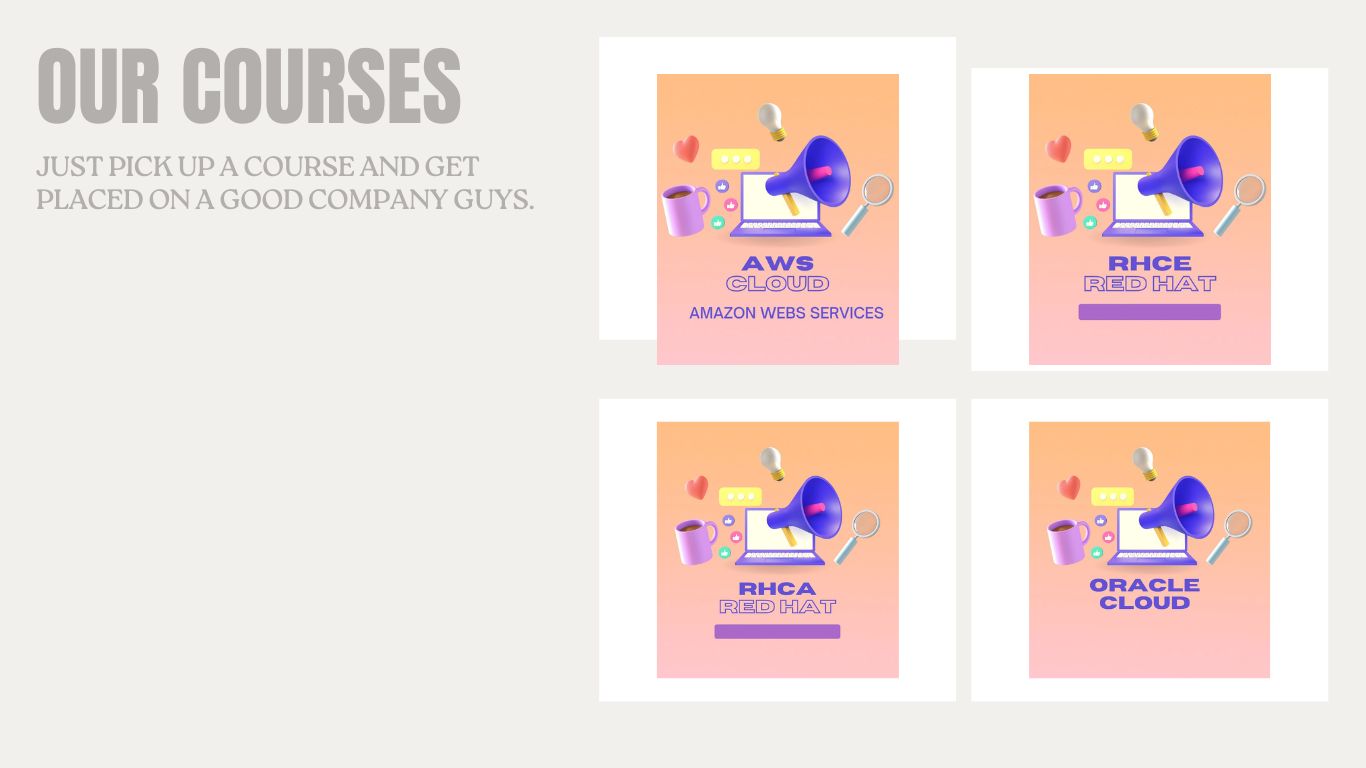 OUR COURSES
JUST PICK UP A COURSE AND GET
PLACED ON A GOOD COMPANY GUYS.
AWS
CLOUD
AMAZON WEBS SERVICES
RHCE
RED HAT
RHCA
RED HAT
ORACLE
CLOUD